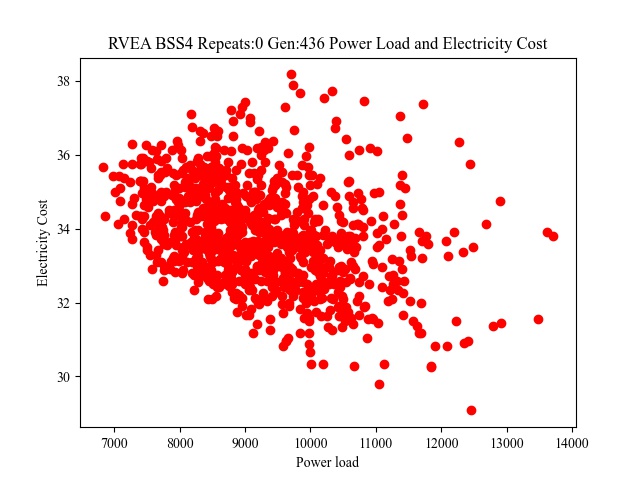 RVEA BSS4 Repeats:0 Gen:436 Power Load and Electricity Cost
38
36
34
32
30
Electricity Cost
7000 8000 9000 10000 11000 12000 13000 14000
Power load